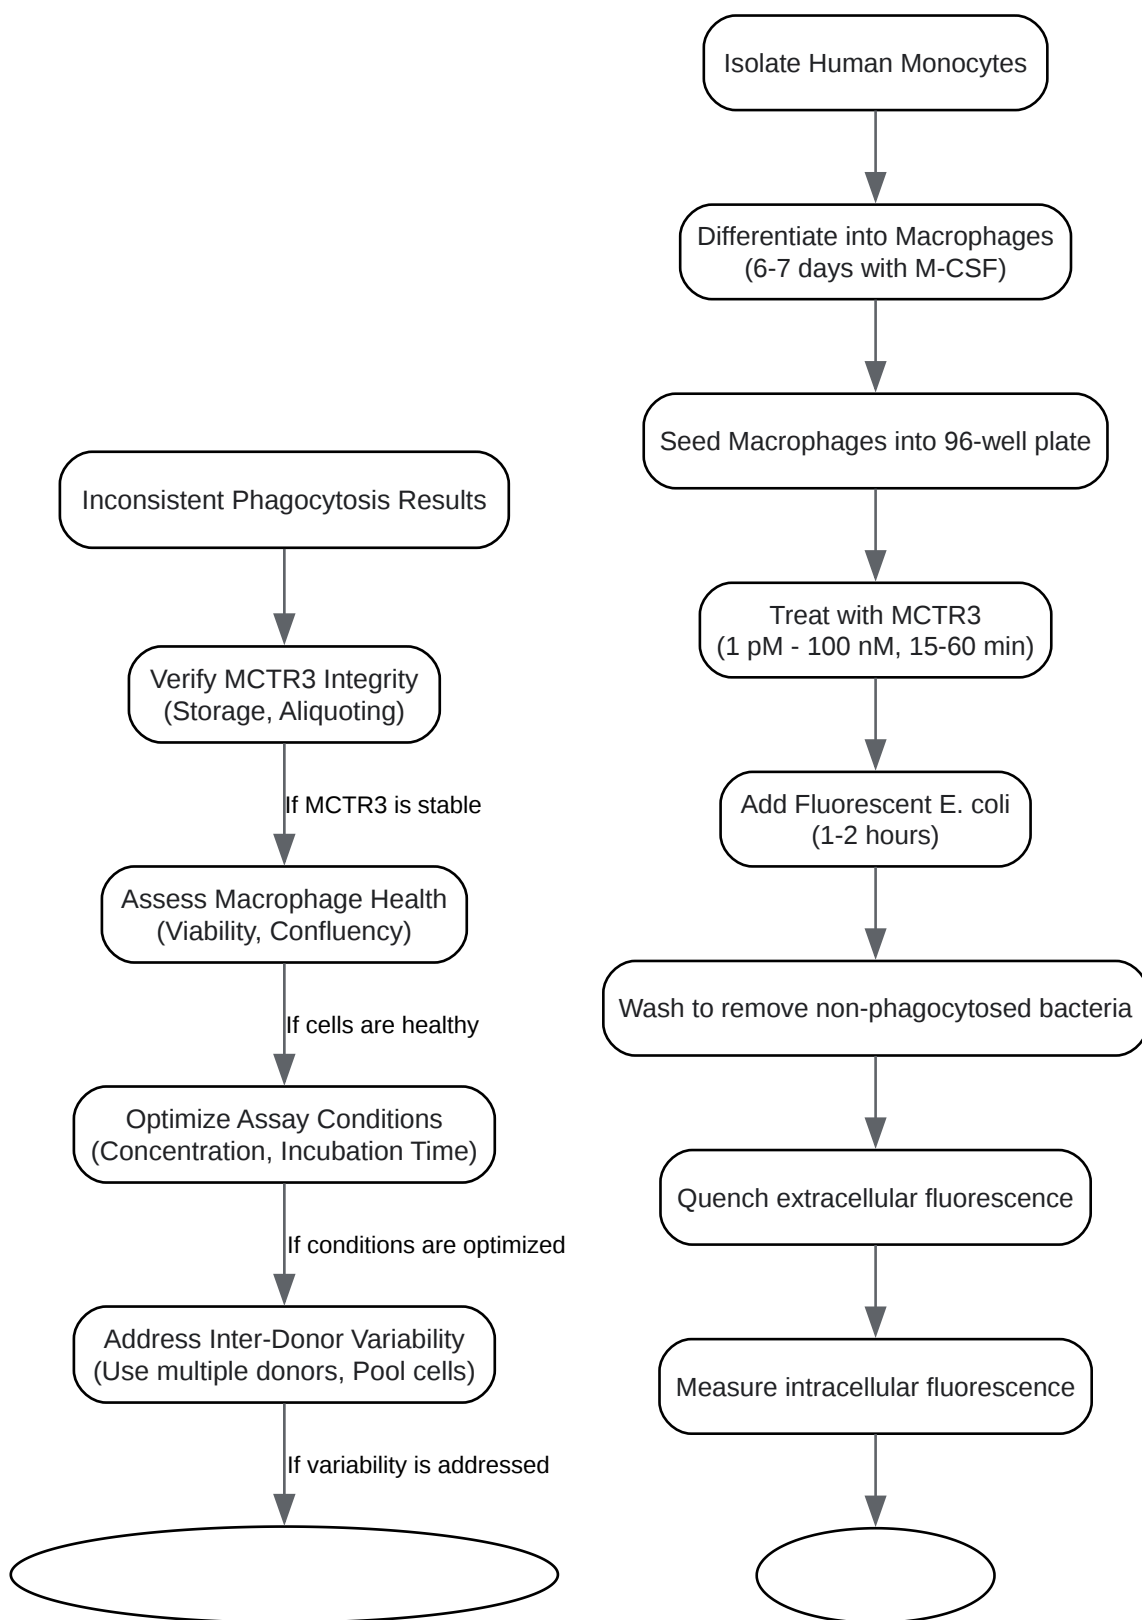 Inconsistent Phagocytosis Results
Verify MCTR3 Integrity
(Storage, Aliquoting)
If MCTR3 is stable
Assess Macrophage Health
(Viability, Confluency)
If cells are healthy
Optimize Assay Conditions
(Concentration, Incubation Time)
If conditions are optimized
Address Inter-Donor Variability
(Use multiple donors, Pool cells)
If variability is addressed
Isolate Human Monocytes
Differentiate into Macrophages
(6-7 days with M-CSF)
Seed Macrophages into 96-well plate
Treat with MCTR3
(1 pM - 100 nM, 15-60 min)
Add Fluorescent E. coli
(1-2 hours)
Wash to remove non-phagocytosed bacteria
Quench extracellular fluorescence
Measure intracellular fluorescence